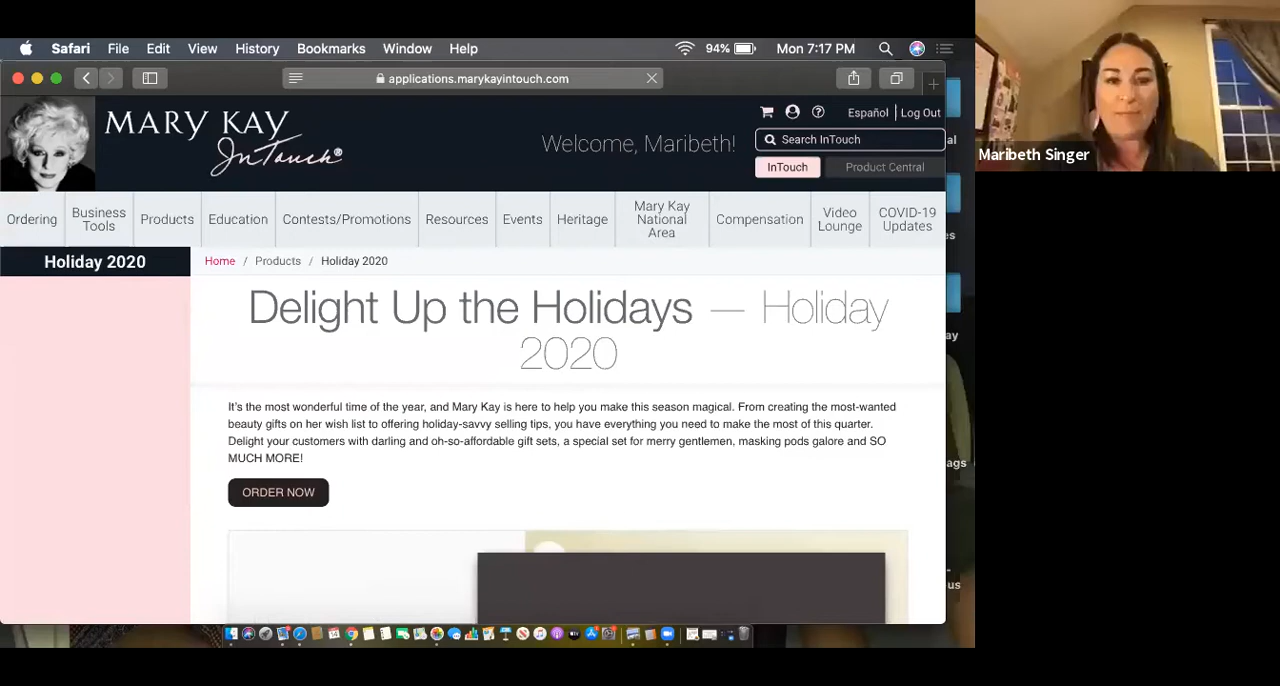 Safari File Edit View History Bookmarks Window Help 94% Mon 7:17 PM
applications.marykayintouch.com
MARY KAY
InTouch®
Welcome, Maribeth!
Español | Log Out
Search InTouch
InTouch Product Central
Ordering
Business
Tools
Products
Education
Contests/Promotions
Resources
Events
Heritage
Mary Kay
National
Area
Compensation
Video
Lounge
COVID-19
Updates
Holiday 2020
Home / Products / Holiday 2020
Delight Up the Holidays — Holiday
2020
It's the most wonderful time of the year, and Mary Kay is here to help you make this season magical. From creating the most-wanted
beauty gifts on her wish list to offering holiday-savvy selling tips, you have everything you need to make the most of this quarter.
Delight your customers with darling and oh-so-affordable gift sets, a special set for merry gentlemen, masking pods galore and SO
MUCH MORE!
ORDER NOW
Maribeth Singer